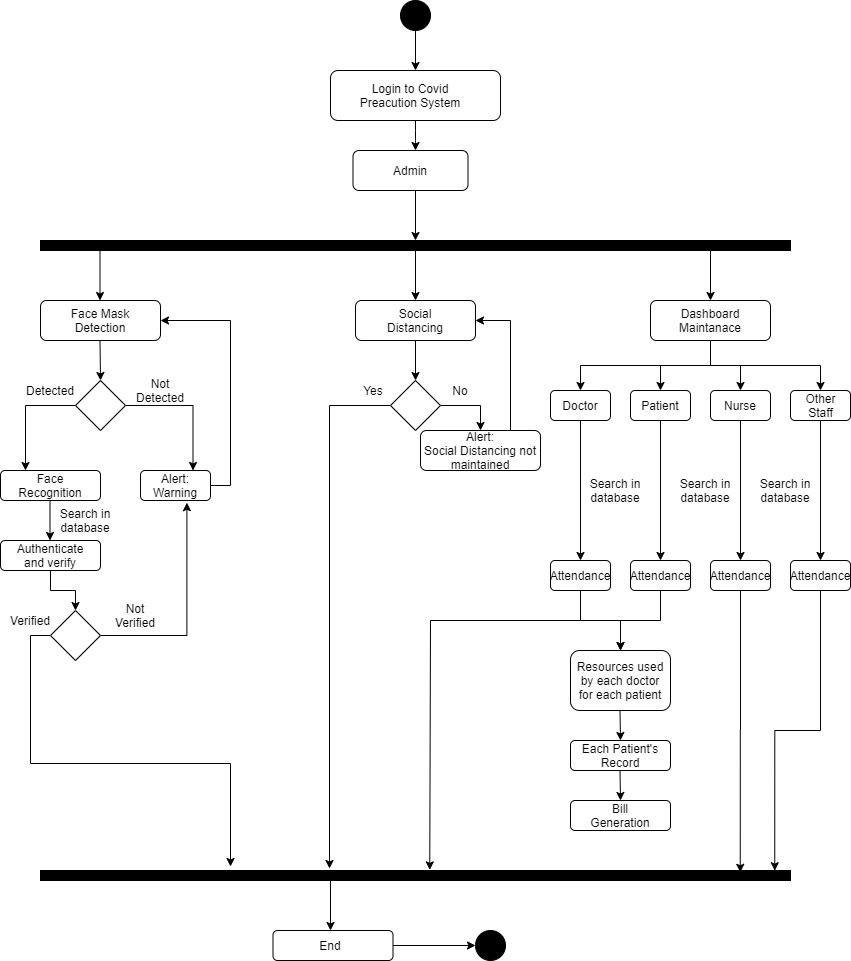 Login to Covid
Preacution System
Admin
Face Mask
Detection
Social
Distancing
Dashboard
Maintanace
Detected
Not
Detected
Yes
No
Doctor
Patient
Nurse
Other
Staff
Alert:
Social Distancing not
maintained
Face
Recognition
Alert:
Warning
Search in
database
Search in
database
Search in
database
Search in
database
Authenticate
and verify
Attendance
Attendance
Attendance
Attendance
Verified
Not
Verified
Resources used
by each doctor
for each patient
Each Patient's
Record
Bill
Generation
End